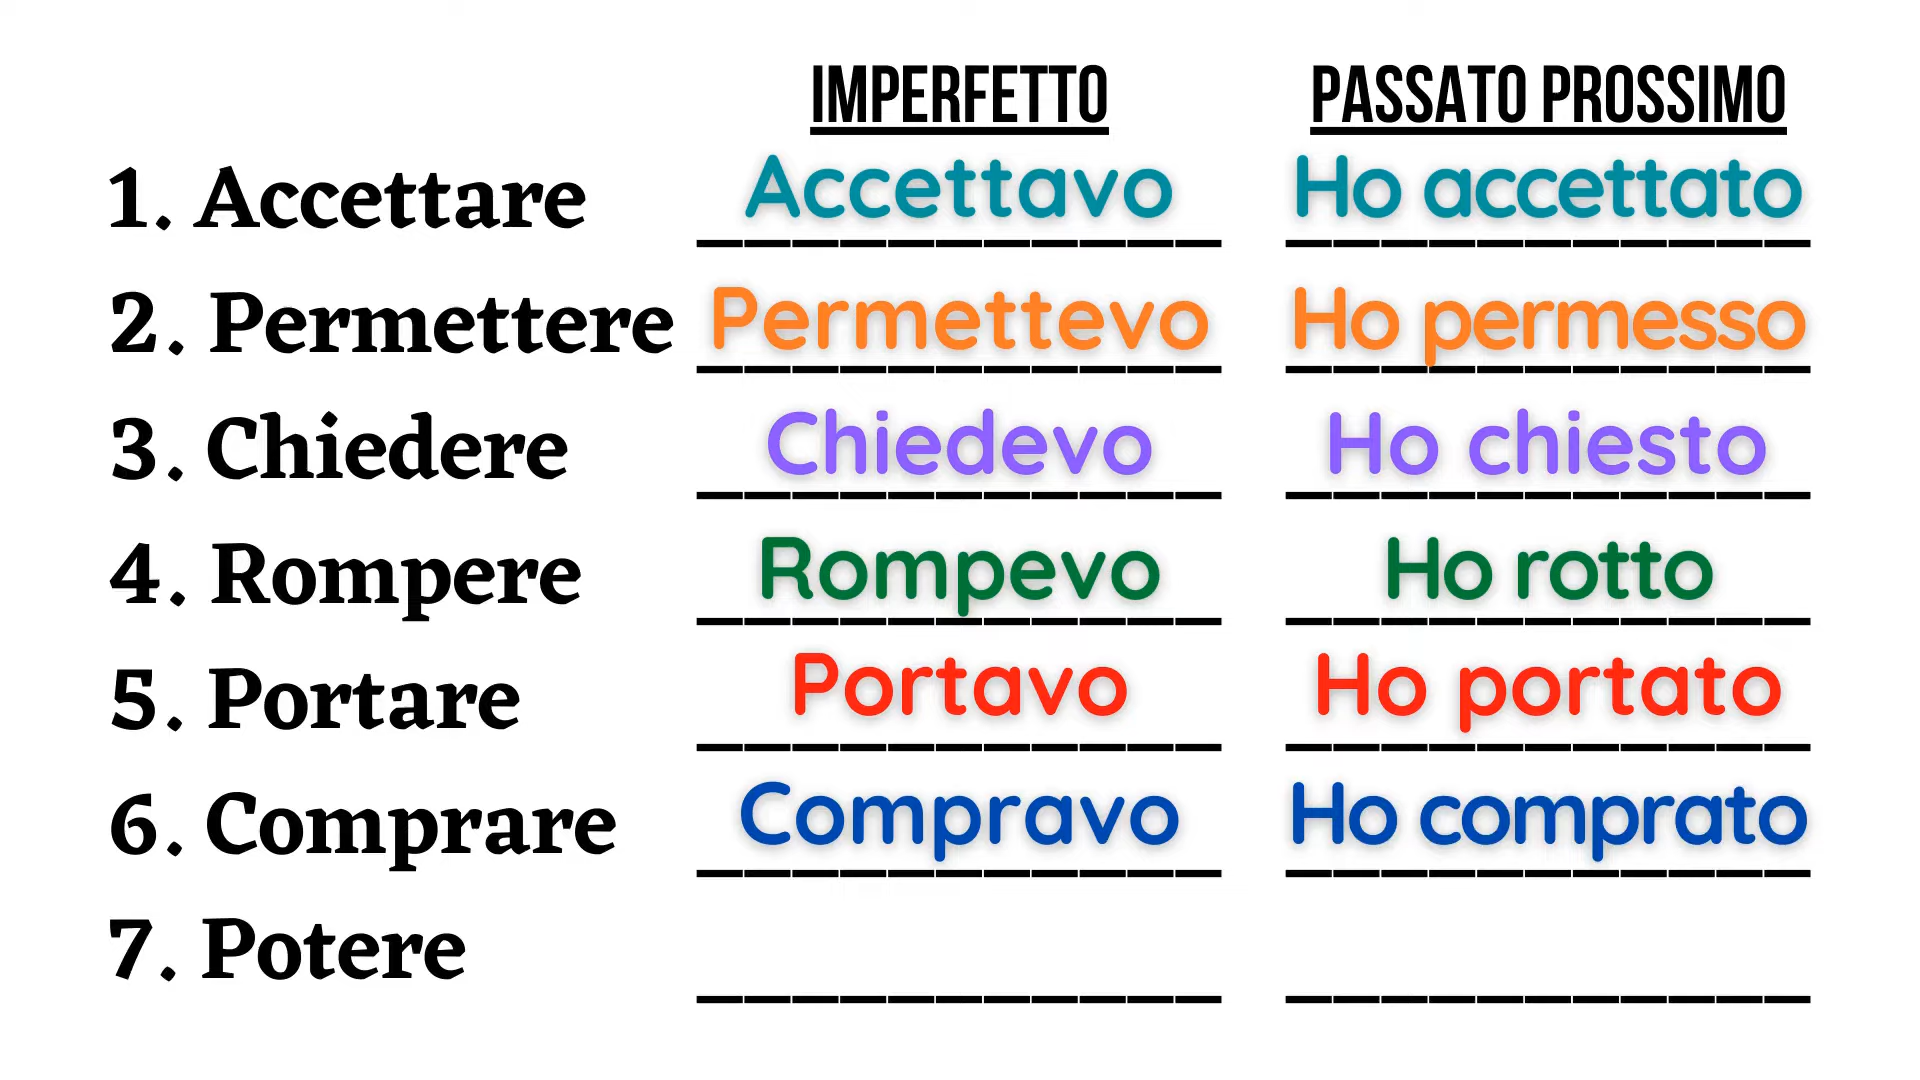 IMPERFETTO PASSATO PROSSIMO
1. Accettare Accettavo Ho accettato
2. Permettere Permettevo Ho permesso
3. Chiedere Chiedevo Ho chiesto
4. Rompere Rompevo Ho rotto
5. Portare Portavo Ho portato
6. Comprare Compravo Ho comprato
7. Potere